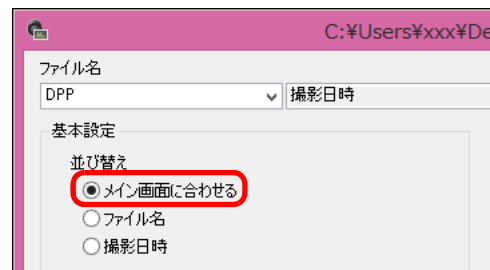 C:¥Users¥xxx¥De
ファイル名
DPP 撮影日時
基本設定
並び替え
メイン画面に合わせる
ファイル名
撮影日時